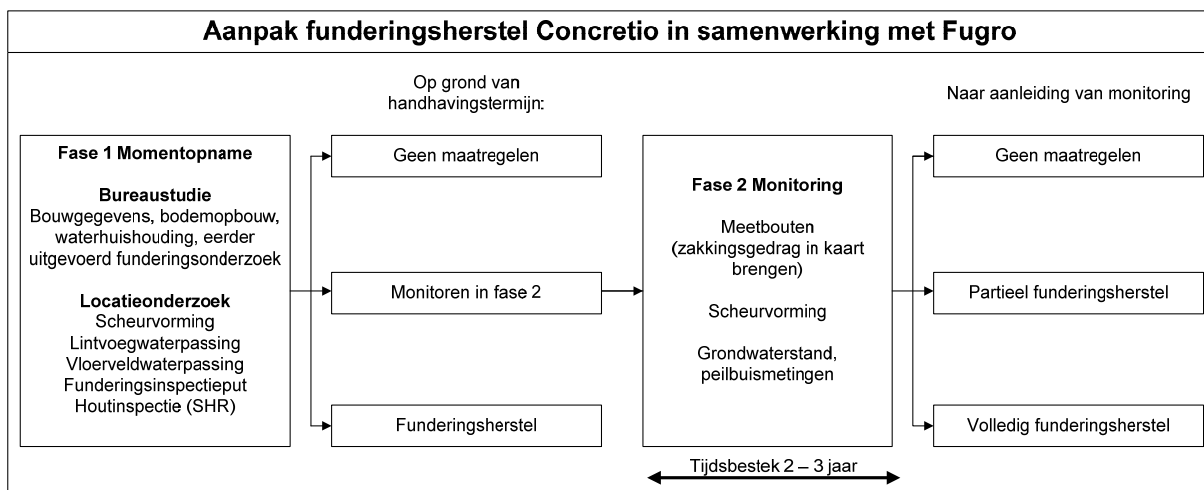 Aanpak funderingsherstel Concretio in samenwerking met Fugro
Fase 1 Momentopname
Bureaustudie
Bouwgegevens, bodemopbouw,
waterhuishouding, eerder
uitgevoerd funderingsonderzoek
Locatieonderzoek
Scheurvorming
Lintvoegwaterpassing
Vloerveldwaterpassing
Funderingsinspectieput
Houtinspectie (SHR)
Op grond van
handhavingstermijn:
Geen maatregelen
Monitoren in fase 2
Funderingsherstel
Fase 2 Monitoring
Meetbouten
(zakkingsgedrag in kaart
brengen)
Scheurvorming
Grondwaterstand,
peilbuismetingen
Tijdsbestek 2 – 3 jaar
Naar aanleiding van monitoring
Geen maatregelen
Partieel funderingsherstel
Volledig funderingsherstel